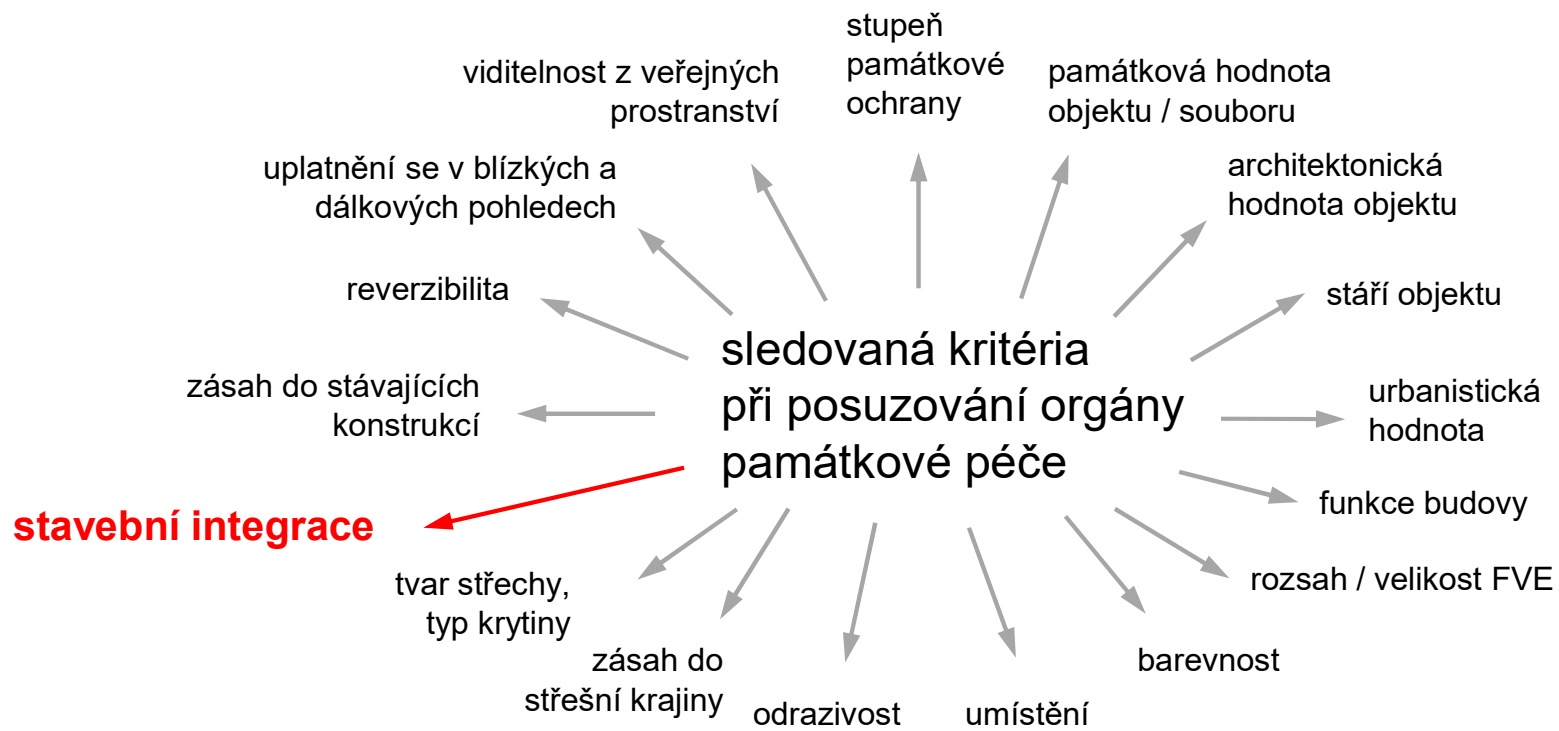 stupeň
památkové
ochrany
viditelnost z veřejných
prostranství
památková hodnota
objektu / souboru
uplatnění se v blízkých a
dálkových pohledech
architektonická
hodnota objektu
reverzibilita
stáří objektu
sledovaná kritéria
při posuzování orgány
památkové péče
zásah do stávajících
konstrukcí
urbanistická
hodnota
stavební integrace
funkce budovy
tvar střechy,
typ krytiny
rozsah / velikost FVE
zásah do
střešní krajiny
odrazivost
umístění
barevnost